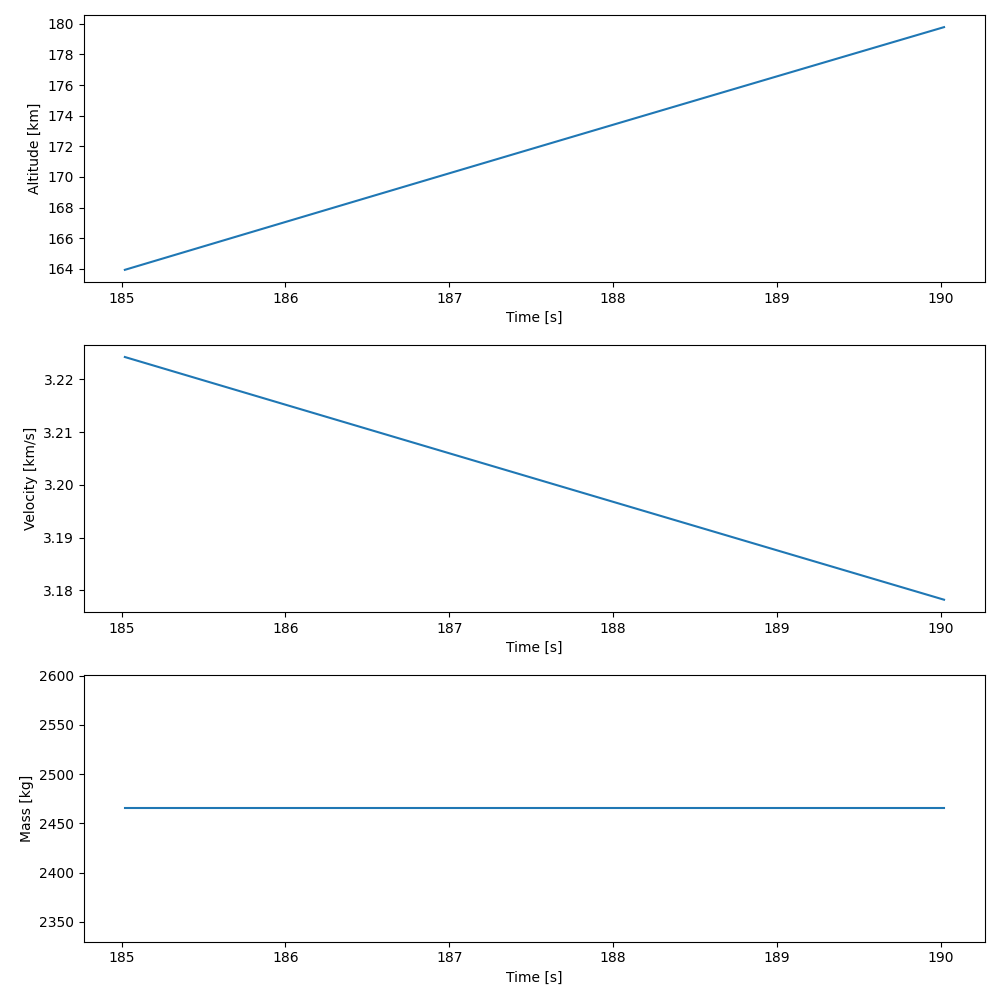 180
178
176
174
172
170
168
166
164
Altitude [km]
185 186 187 188 189 190
Time [s]
3.22
3.21
3.20
3.19
3.18
Velocity [km/s]
185 186 187 188 189 190
Time [s]
2600
2550
2500
2450
2400
2350
Mass [kg]
185 186 187 188 189 190
Time [s]